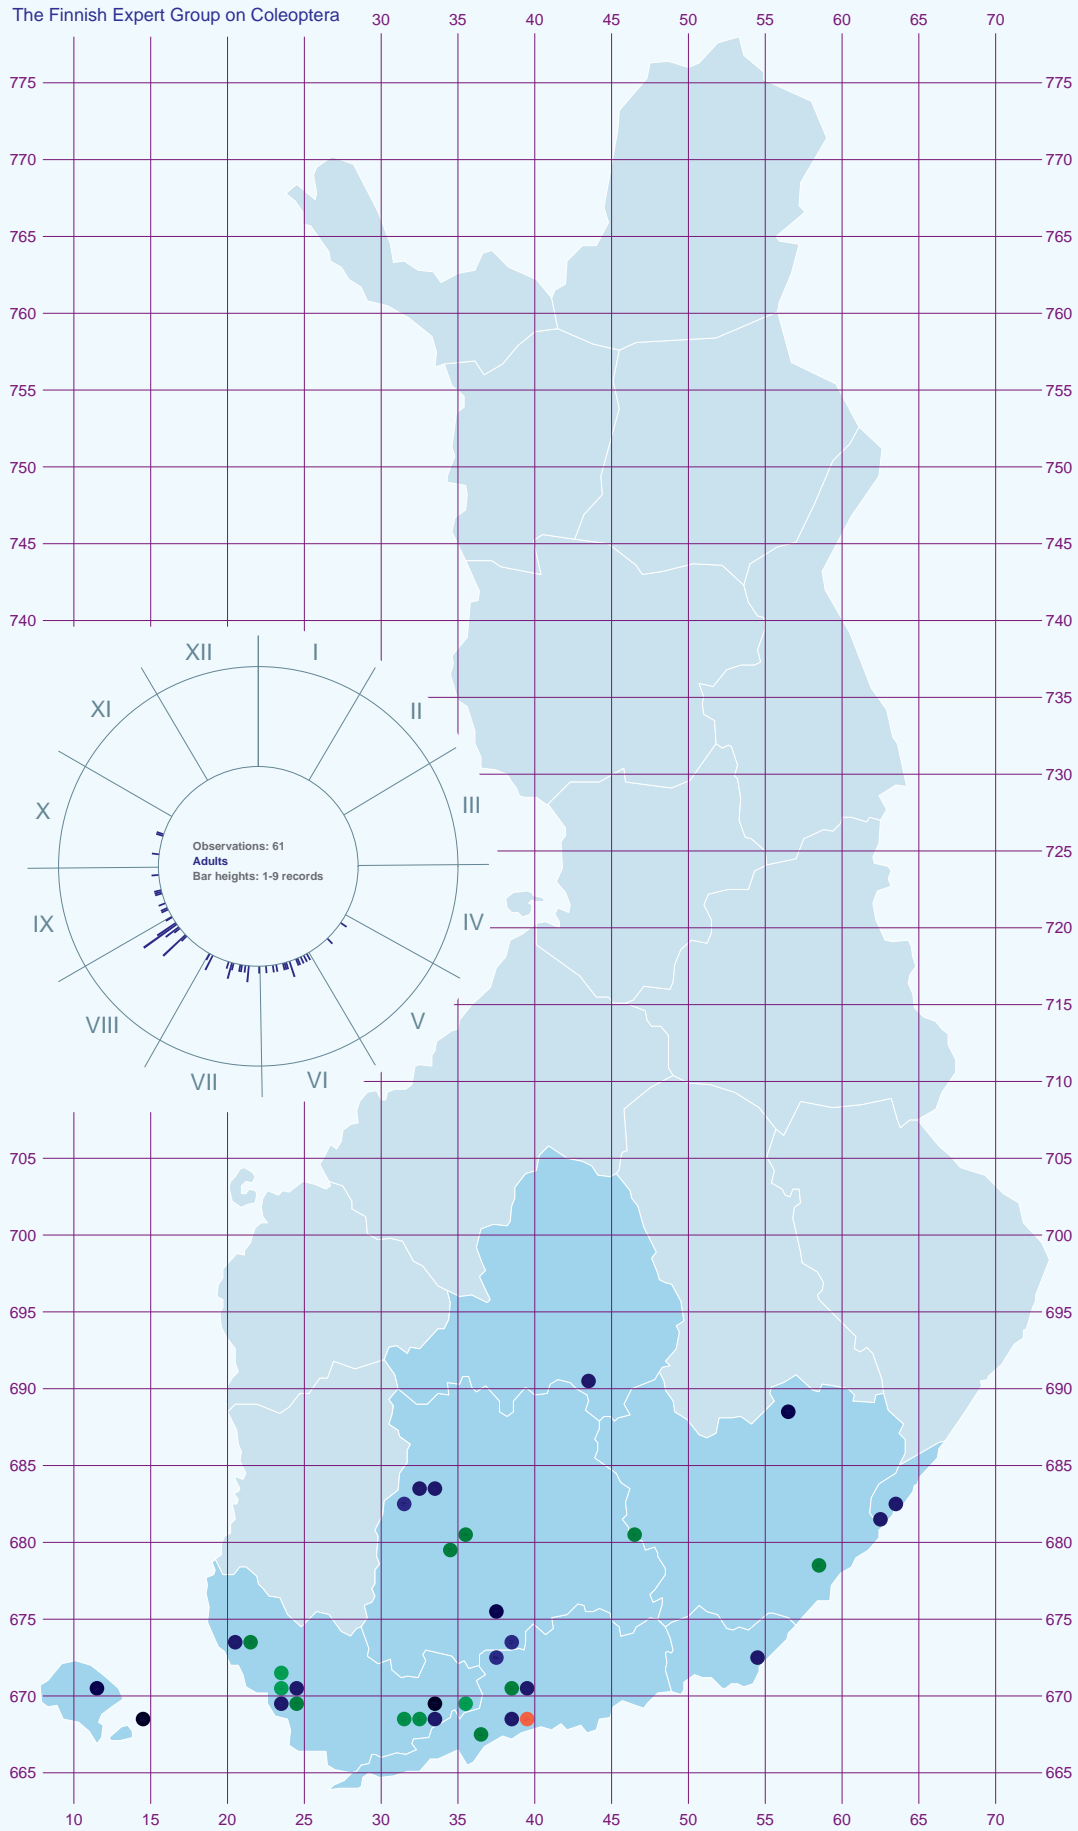 The Finnish Expert Group on Coleoptera
30 35 40 45 50 55 60 65 70
775 775
770 770
765 765
760 760
755 755
750 750
745 745
740 740
XII I
XI II
735
730
X III
725
Observations: 61
Adults
Bar heights: 1-9 records
IX IV
720
715
VIII V
VII VI
710
705 705
700 700
695 695
690 690
685 685
680 680
675 675
670 670
665 665
10 15 20 25 30 35 40 45 50 55 60 65 70